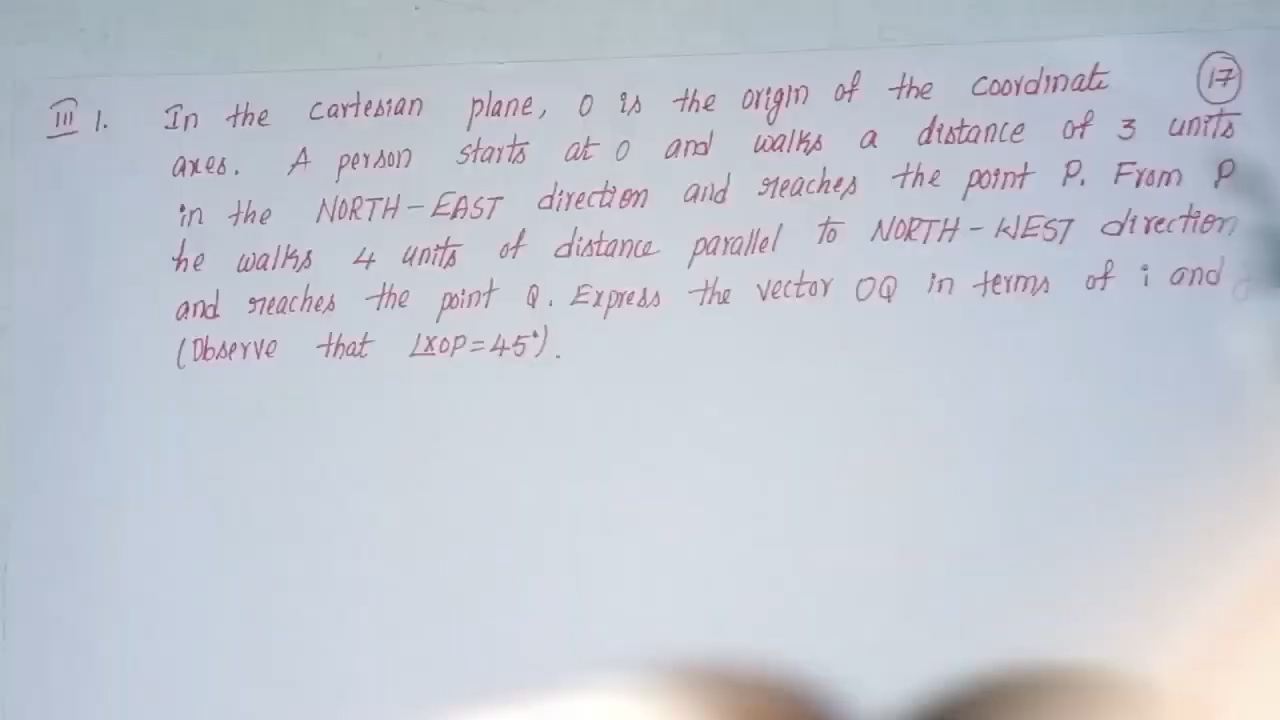 III 1. In the cartesian plane, O is the origin of the coordinate 17
axes. A person starts at O and walks a distance of 3 units
in the NORTH-EAST direction and reaches the point P. From P
he walks 4 units of distance parallel to NORTH-WEST direction
and reaches the point Q. Express the vector OQ in terms of i and
(Observe that ∠XOP=45°).